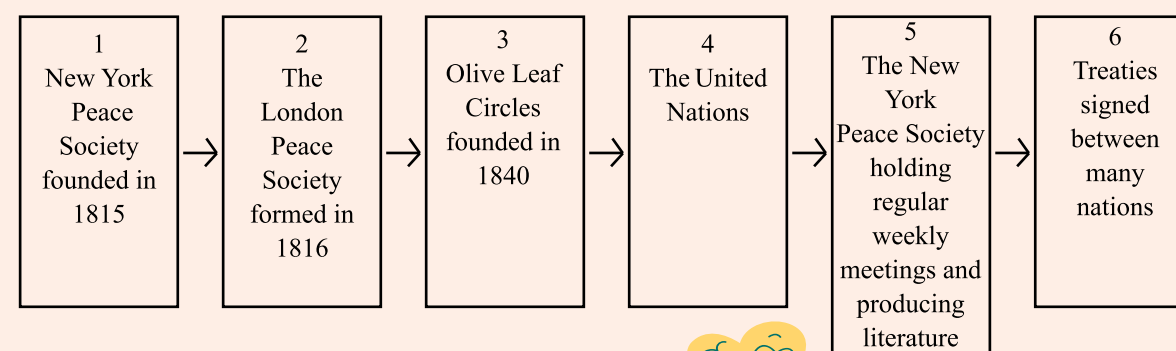 1
New York
Peace
Society
founded in
1815
2
The
London
Peace
Society
formed in
1816
3
Olive Leaf
Circles
founded in
1840
4
The United
Nations
5
The New
York
Peace Society
holding
regular
weekly
meetings and
producing
literature
6
Treaties
signed
between
many
nations